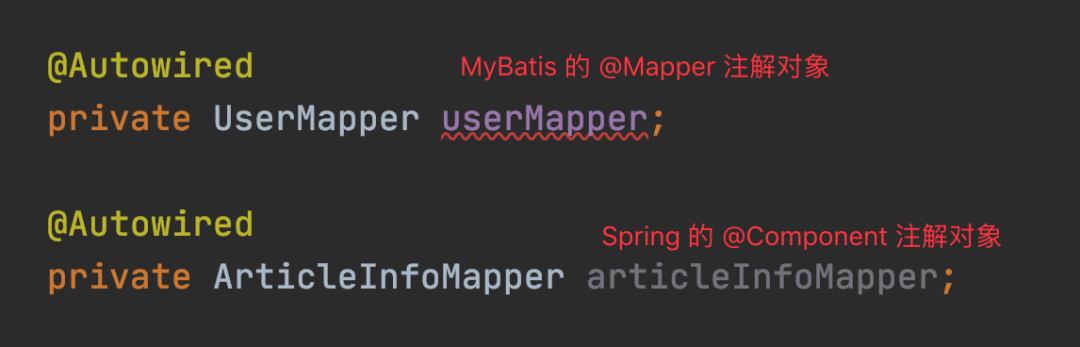 @Autowired MyBatis 的 @Mapper 注解对象
private UserMapper userMapper;
@Autowired
Spring 的 @Component 注解对象
private ArticleInfoMapper articleInfoMapper;